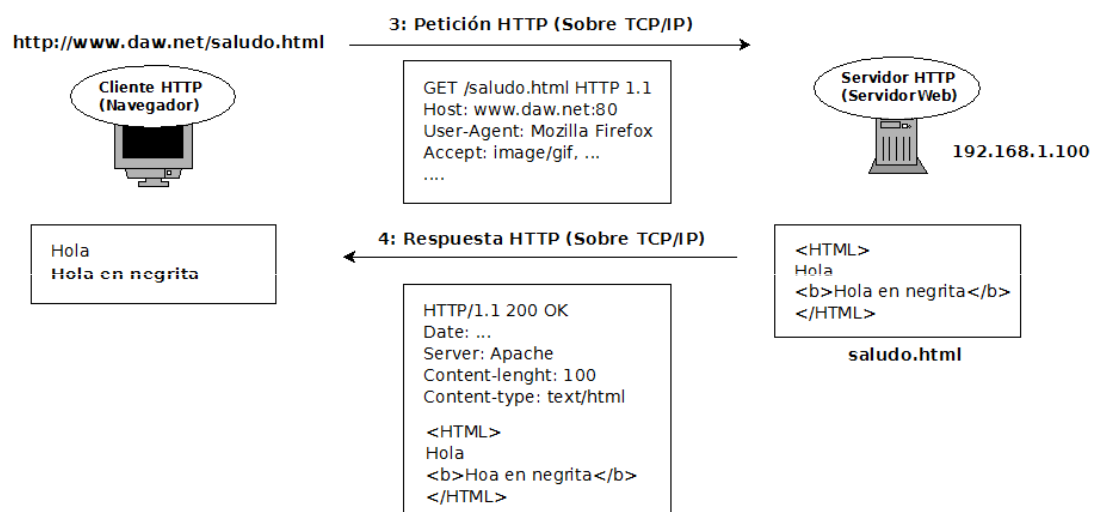 3: Petición HTTP (Sobre TCP/IP)
http://www.daw.net/saludo.html
Cliente HTTP
(Navegador)
GET /saludo.html HTTP 1.1
Host: www.daw.net:80
User-Agent: Mozilla Firefox
Accept: image/gif, ...
....
Servidor HTTP
(ServidorWeb)
192.168.1.100
4: Respuesta HTTP (Sobre TCP/IP)
Hola
Hola en negrita
<HTML>
Hola
<b>Hola en negrita</b>
</HTML>
saludo.html
HTTP/1.1 200 OK
Date: ...
Server: Apache
Content-lenght: 100
Content-type: text/html
<HTML>
Hola
<b>Hoa en negrita</b>
</HTML>